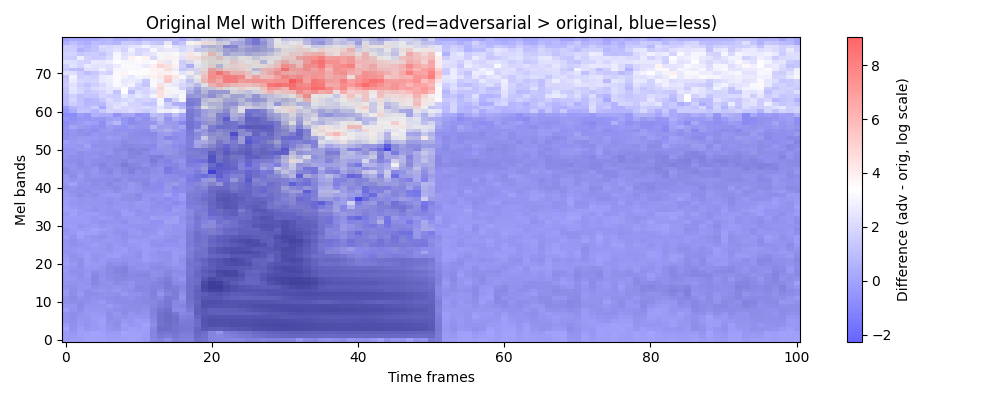 Original Mel with Differences (red=adversarial > original, blue=less)
Mel bands
70
60
50
40
30
20
10
0
0 20 40 60 80 100
Time frames
8
6
4
2
0
−2
Difference (adv - orig, log scale)